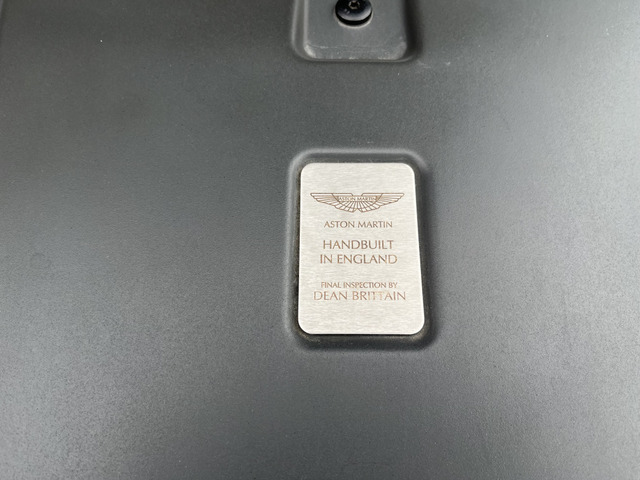 ASTON MARTIN
ASTON MARTIN
HANDBUILT
IN ENGLAND
FINAL INSPECTION BY
DEAN BRITTAIN